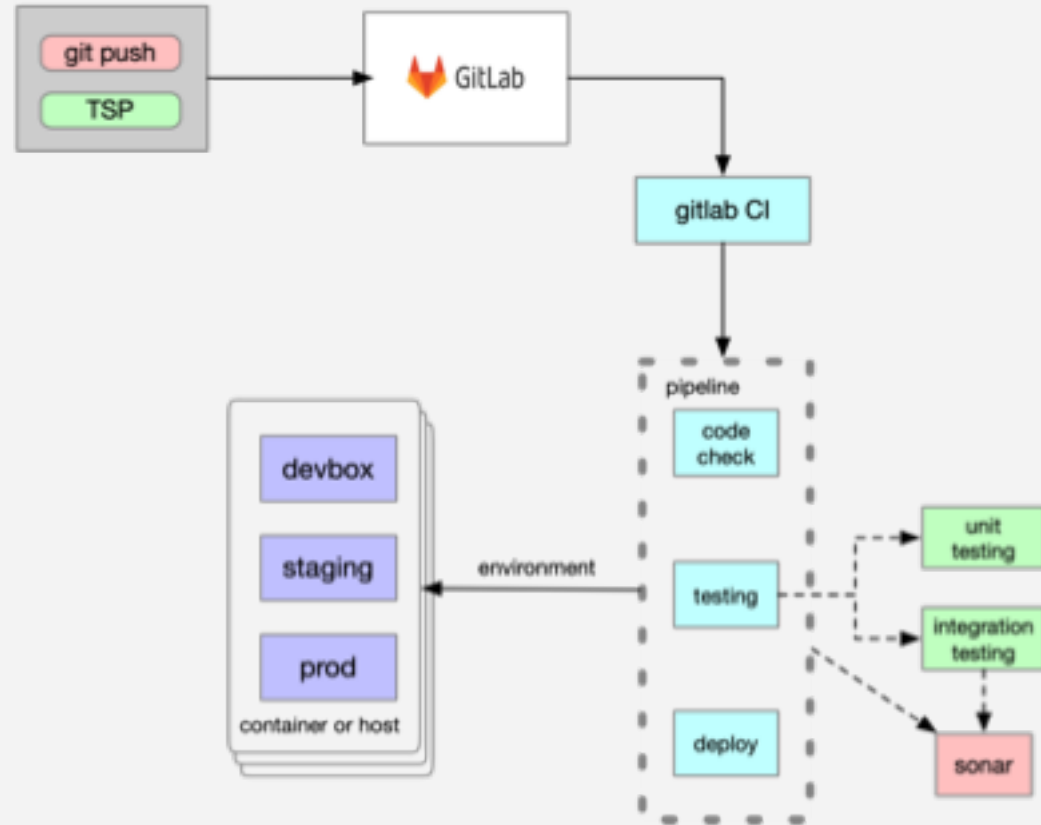 git push
TSP
GitLab
gitlab CI
pipeline
code
check
devbox
staging
prod
container or host
environment
testing
deploy
unit
testing
integration
testing
sonar